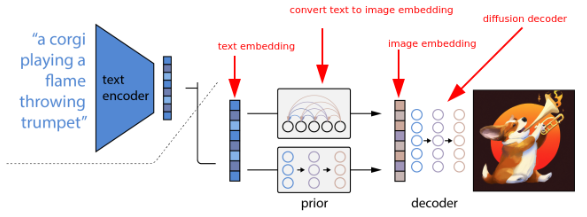 convert text to image embedding
diffusion decoder
text embedding
image embedding
“a corgi
playing a
flame
throwing
trumpet”
text
encoder
prior
decoder